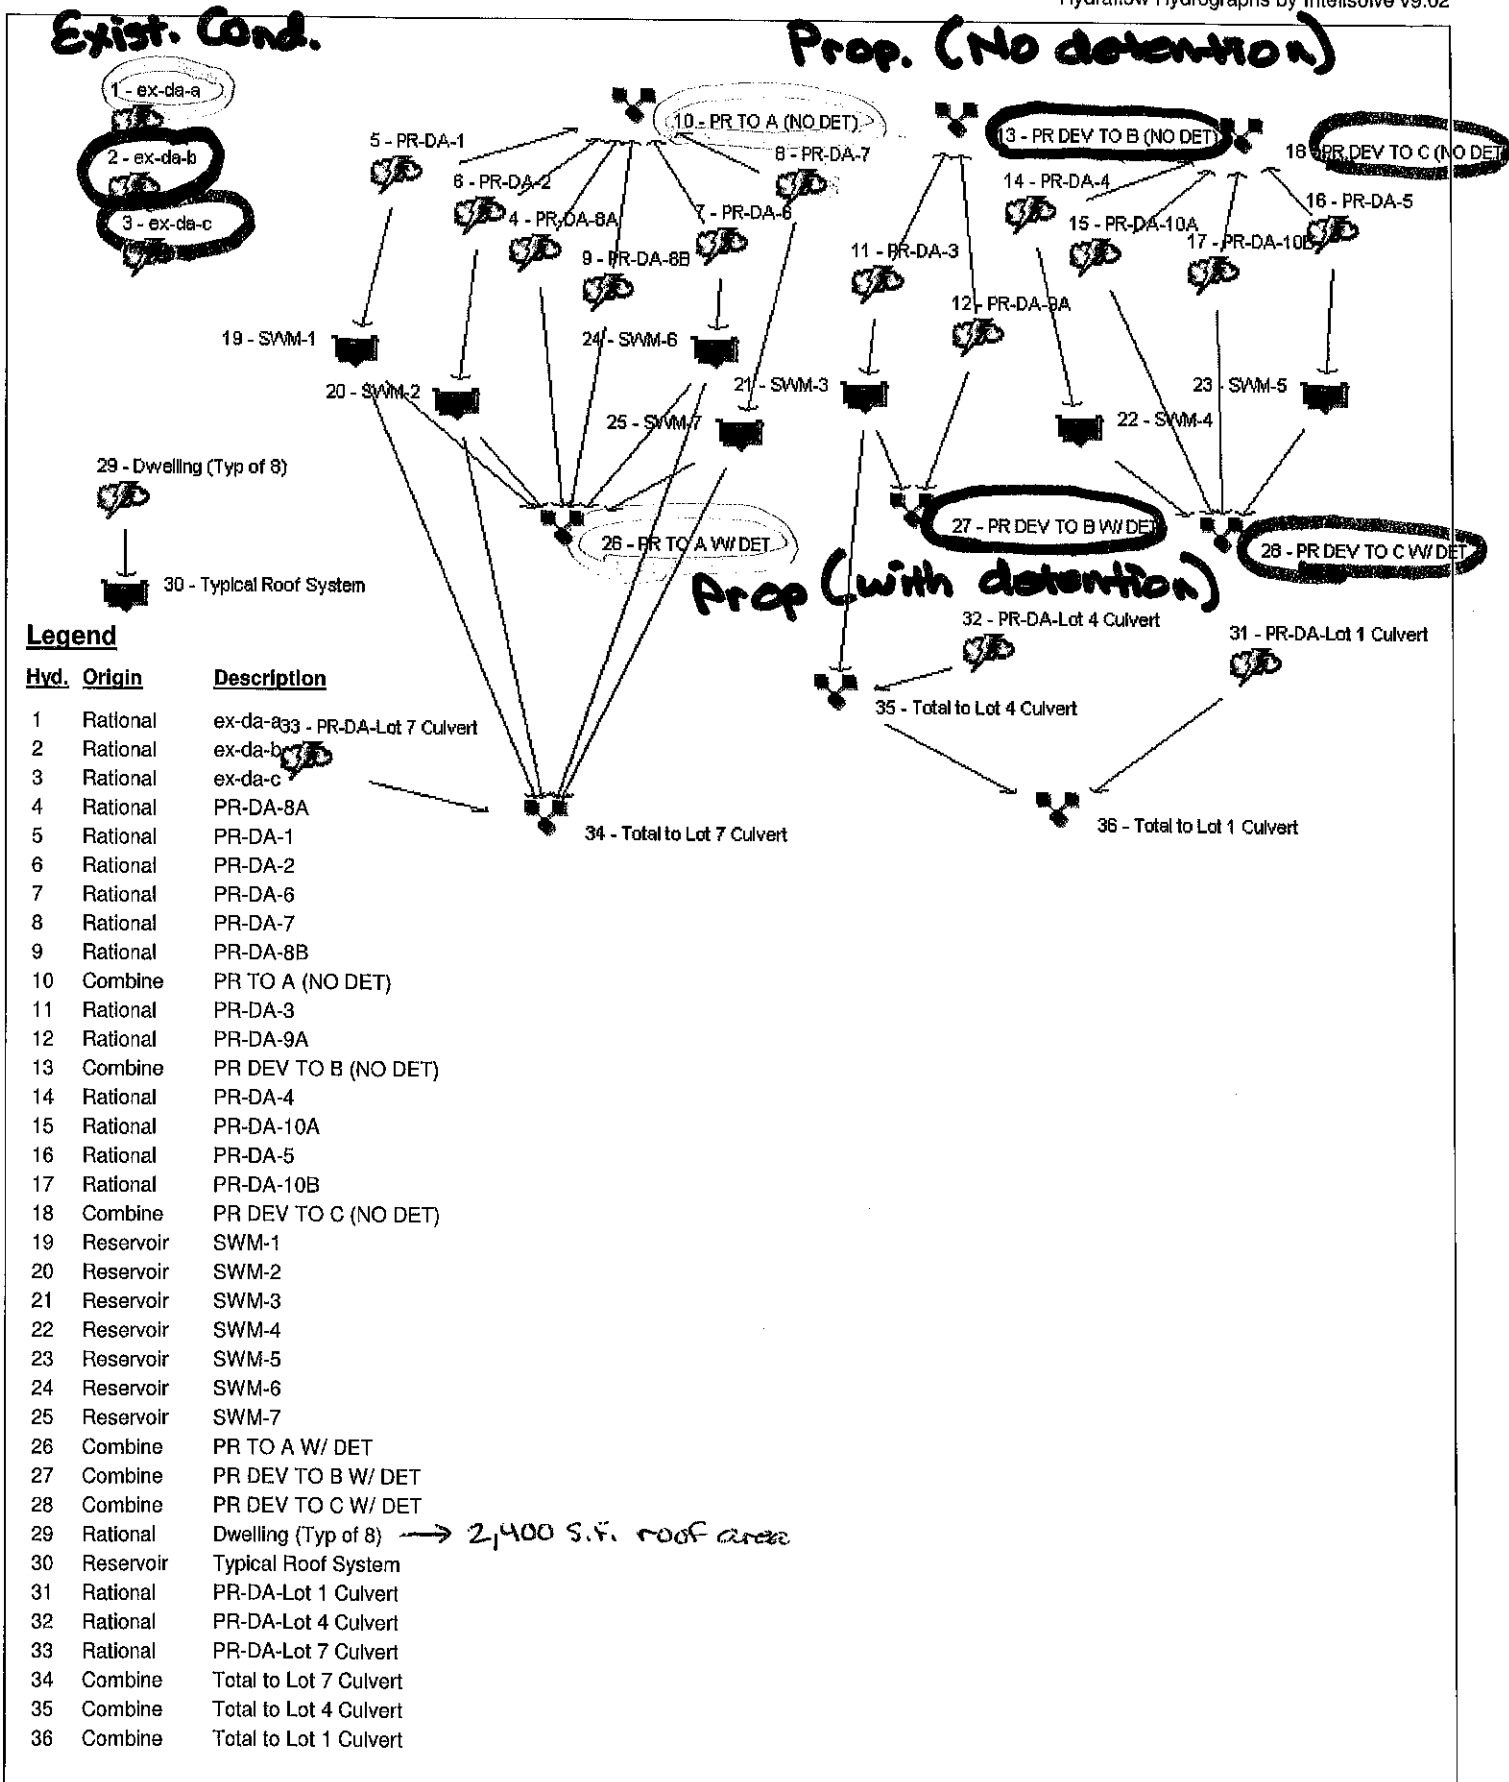 Hydraflow Hydrographs by Intelisolve v9.02
Exist. Cond.
Prop. (No detention)
1 - ex-da-a
2 - ex-da-b
3 - ex-da-c
5 - PR-DA-1
10 - PR TO A (NO DET)
8 - PR-DA-7
6 - PR-DA-2
4 - PR-DA-8A
7 - PR-DA-6
9 - PR-DA-8B
13 - PR DEV TO B (NO DET)
18 - PR DEV TO C (NO DET)
14 - PR-DA-4
16 - PR-DA-5
15 - PR-DA-10A
17 - PR-DA-10B
11 - PR-DA-3
12 - PR-DA-9A
19 - SWM-1
24 - SWM-6
20 - SWM-2
21 - SWM-3
23 - SWM-5
25 - SWM-7
22 - SWM-4
29 - Dwelling (Typ of 8)
26 - PR TO A W/ DET
27 - PR DEV TO B W/ DET
28 - PR DEV TO C W/ DET
30 - Typical Roof System
Prop (with detention)
32 - PR-DA-Lot 4 Culvert
31 - PR-DA-Lot 1 Culvert
35 - Total to Lot 4 Culvert
33 - PR-DA-Lot 7 Culvert
34 - Total to Lot 7 Culvert
36 - Total to Lot 1 Culvert
Legend
Hyd. Origin Description
1 Rational ex-da-a
2 Rational ex-da-b
3 Rational ex-da-c
4 Rational PR-DA-8A
5 Rational PR-DA-1
6 Rational PR-DA-2
7 Rational PR-DA-6
8 Rational PR-DA-7
9 Rational PR-DA-8B
10 Combine PR TO A (NO DET)
11 Rational PR-DA-3
12 Rational PR-DA-9A
13 Combine PR DEV TO B (NO DET)
14 Rational PR-DA-4
15 Rational PR-DA-10A
16 Rational PR-DA-5
17 Rational PR-DA-10B
18 Combine PR DEV TO C (NO DET)
19 Reservoir SWM-1
20 Reservoir SWM-2
21 Reservoir SWM-3
22 Reservoir SWM-4
23 Reservoir SWM-5
24 Reservoir SWM-6
25 Reservoir SWM-7
26 Combine PR TO A W/ DET
27 Combine PR DEV TO B W/ DET
28 Combine PR DEV TO C W/ DET
29 Rational Dwelling (Typ of 8) → 2,400 S.F. roof area
30 Reservoir Typical Roof System
31 Rational PR-DA-Lot 1 Culvert
32 Rational PR-DA-Lot 4 Culvert
33 Rational PR-DA-Lot 7 Culvert
34 Combine Total to Lot 7 Culvert
35 Combine Total to Lot 4 Culvert
36 Combine Total to Lot 1 Culvert